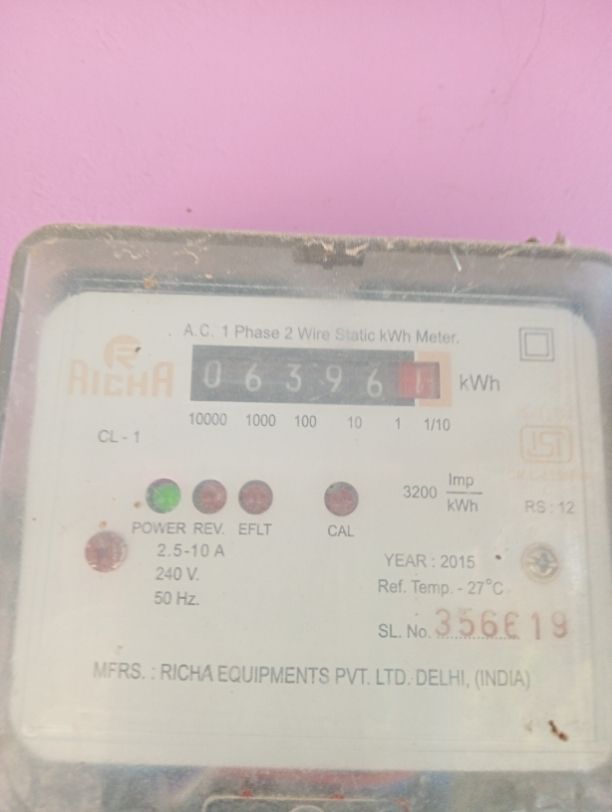 A.C. 1 Phase 2 Wire Static kWh Meter.
RICHA
0 6 3 9 6 kWh
10000 1000 100 10 1 1/10
CL - 1
3200 Imp/kWh
RS : 12
POWER REV. EFLT CAL
2.5-10 A
240 V.
50 Hz.
YEAR : 2015
Ref. Temp. - 27°C
SL. No.
MFRS. : RICHA EQUIPMENTS PVT. LTD. DELHI, (INDIA)